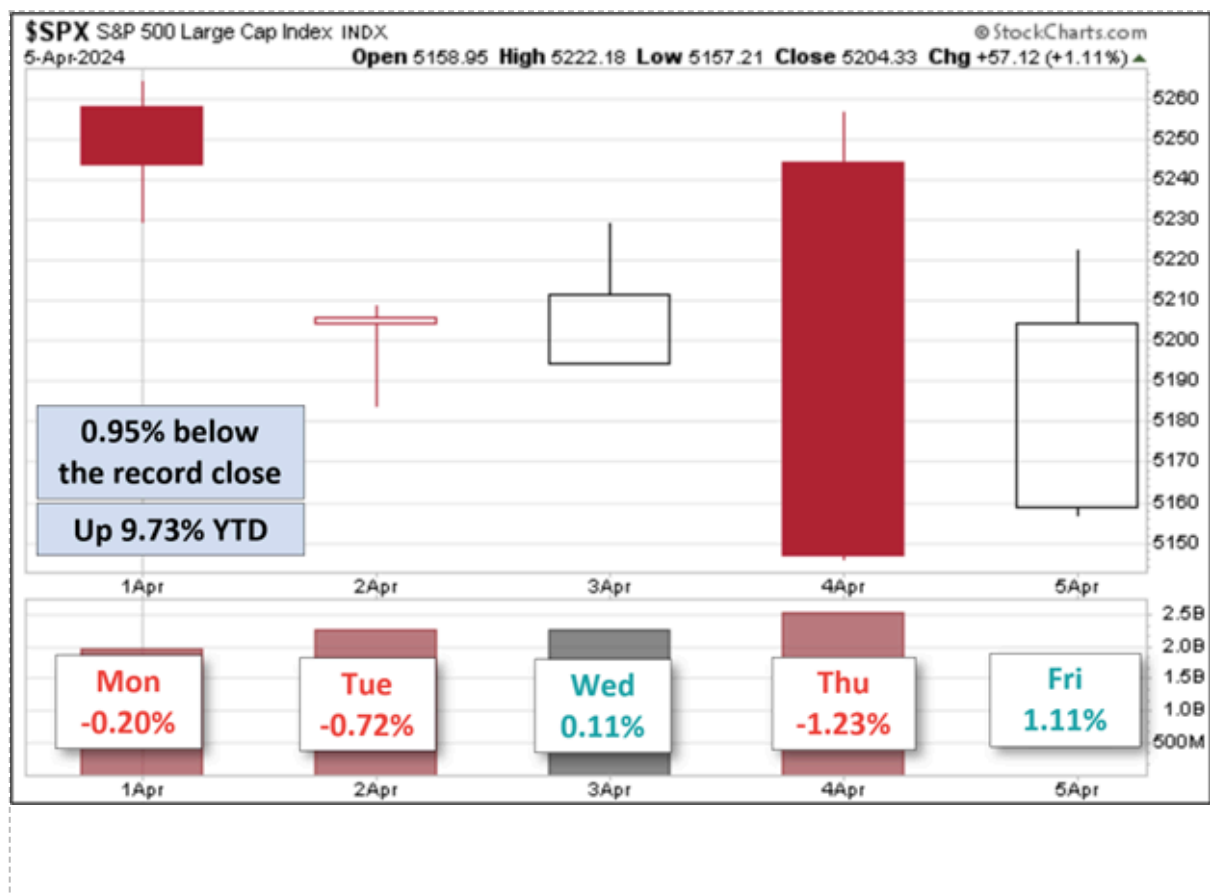 $SPX S&P 500 Large Cap Index INDX
© StockCharts.com
5-Apr-2024
Open 5158.95 High 5222.18 Low 5157.21 Close 5204.33 Chg +57.12 (+1.11%)
5260
5250
5240
5230
5220
5210
5200
5190
5180
5170
5160
5150
0.95% below
the record close
Up 9.73% YTD
1Apr 2Apr 3Apr 4Apr 5Apr
2.5B
2.0B
1.5B
1.0B
500M
Mon
-0.20%
Tue
-0.72%
Wed
0.11%
Thu
-1.23%
Fri
1.11%
1Apr 2Apr 3Apr 4Apr 5Apr